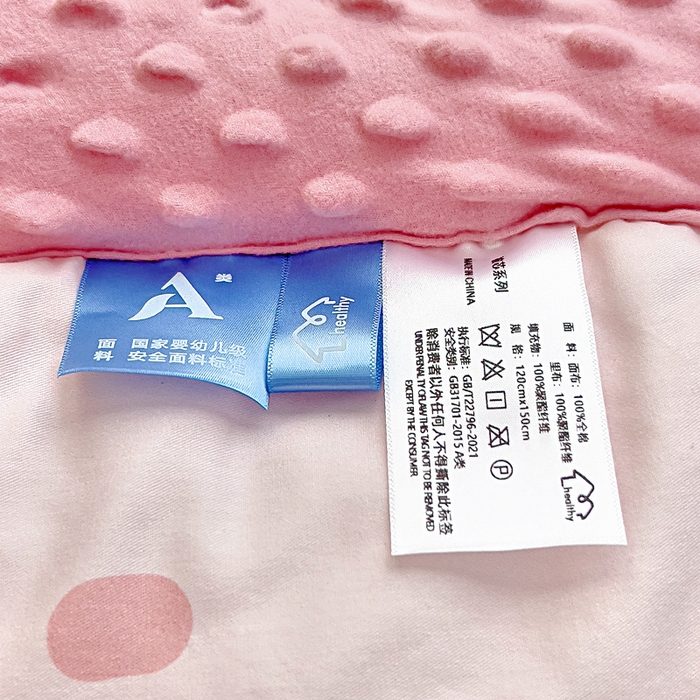 A类
面料 国家婴幼儿级
安全面料标准
healthy
系列
MADE IN CHINA
面料：面布：100%全棉
里布：100%聚酯纤维
填充物：100%聚酯纤维
规格：120cmx150cm
执行标准：GB/T22796-2021
安全类别：GB31701-2015 A类
除消费者以外任何人不得撕除此标签
UNDER PENALTY OF LAW THIS TAG NOT TO BE REMOVED
EXCEPT BY THE CONSUMER
healthy